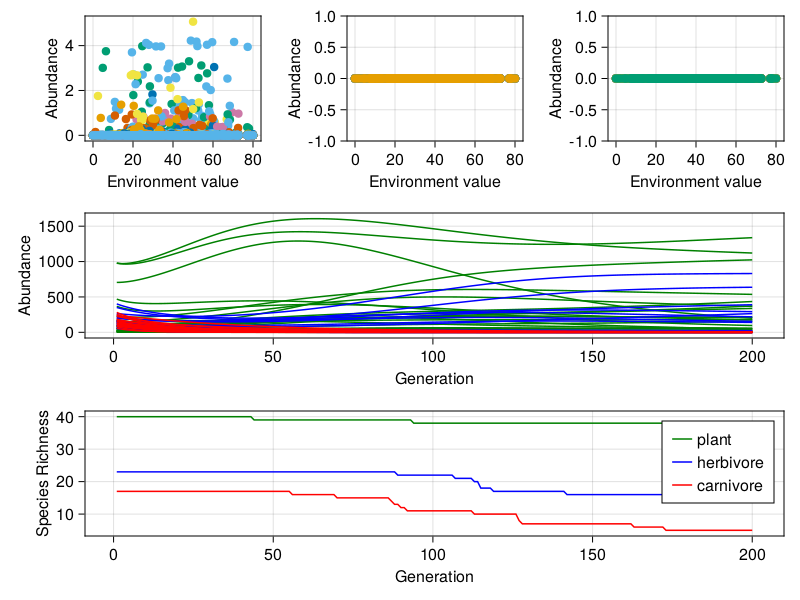 Abundance
4
2
0
0 20 40 60 80
Environment value
Abundance
1.0
0.5
0.0
-0.5
-1.0
0 20 40 60 80
Environment value
Abundance
1.0
0.5
0.0
-0.5
-1.0
0 20 40 60 80
Environment value
Abundance
1500
1000
500
0
0 50 100 150 200
Generation
Species Richness
40
30
20
10
0 50 100 150 200
Generation
plant
herbivore
carnivore